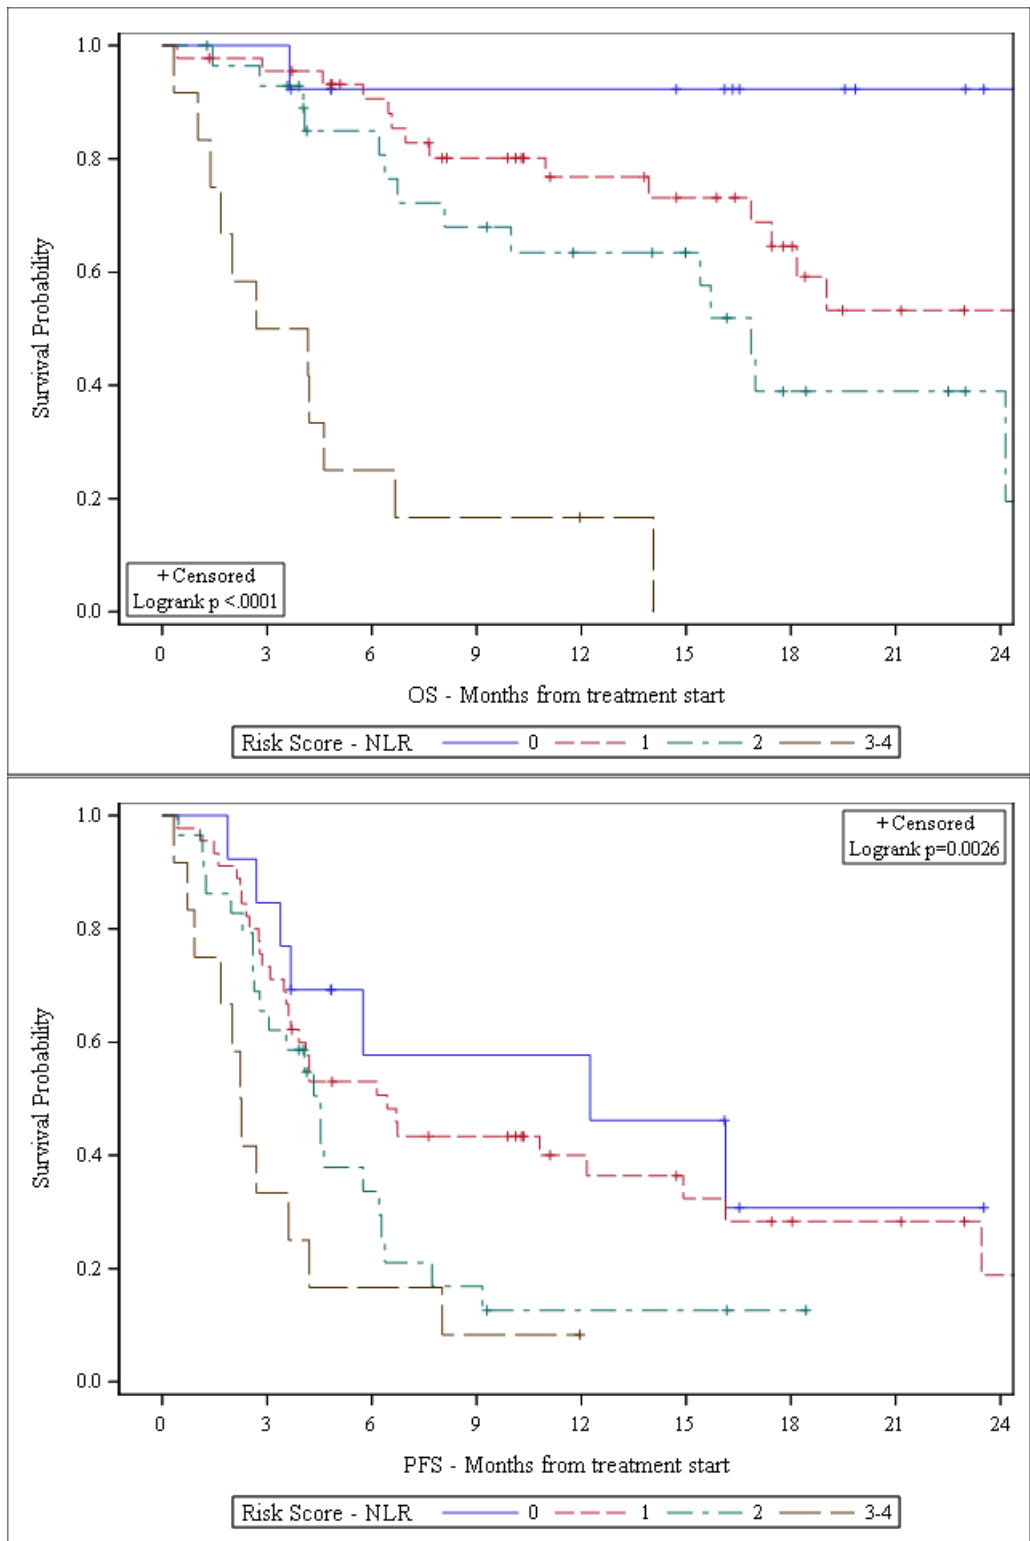 1.0
0.8
0.6
0.4
0.2
0.0
Survival Probability
+ Censored
Logrank p <.0001
0 3 6 9 12 15 18 21 24
OS - Months from treatment start
Risk Score - NLR 0 1 2 3-4
1.0
0.8
0.6
0.4
0.2
0.0
Survival Probability
+ Censored
Logrank p=0.0026
0 3 6 9 12 15 18 21 24
PFS - Months from treatment start
Risk Score - NLR 0 1 2 3-4